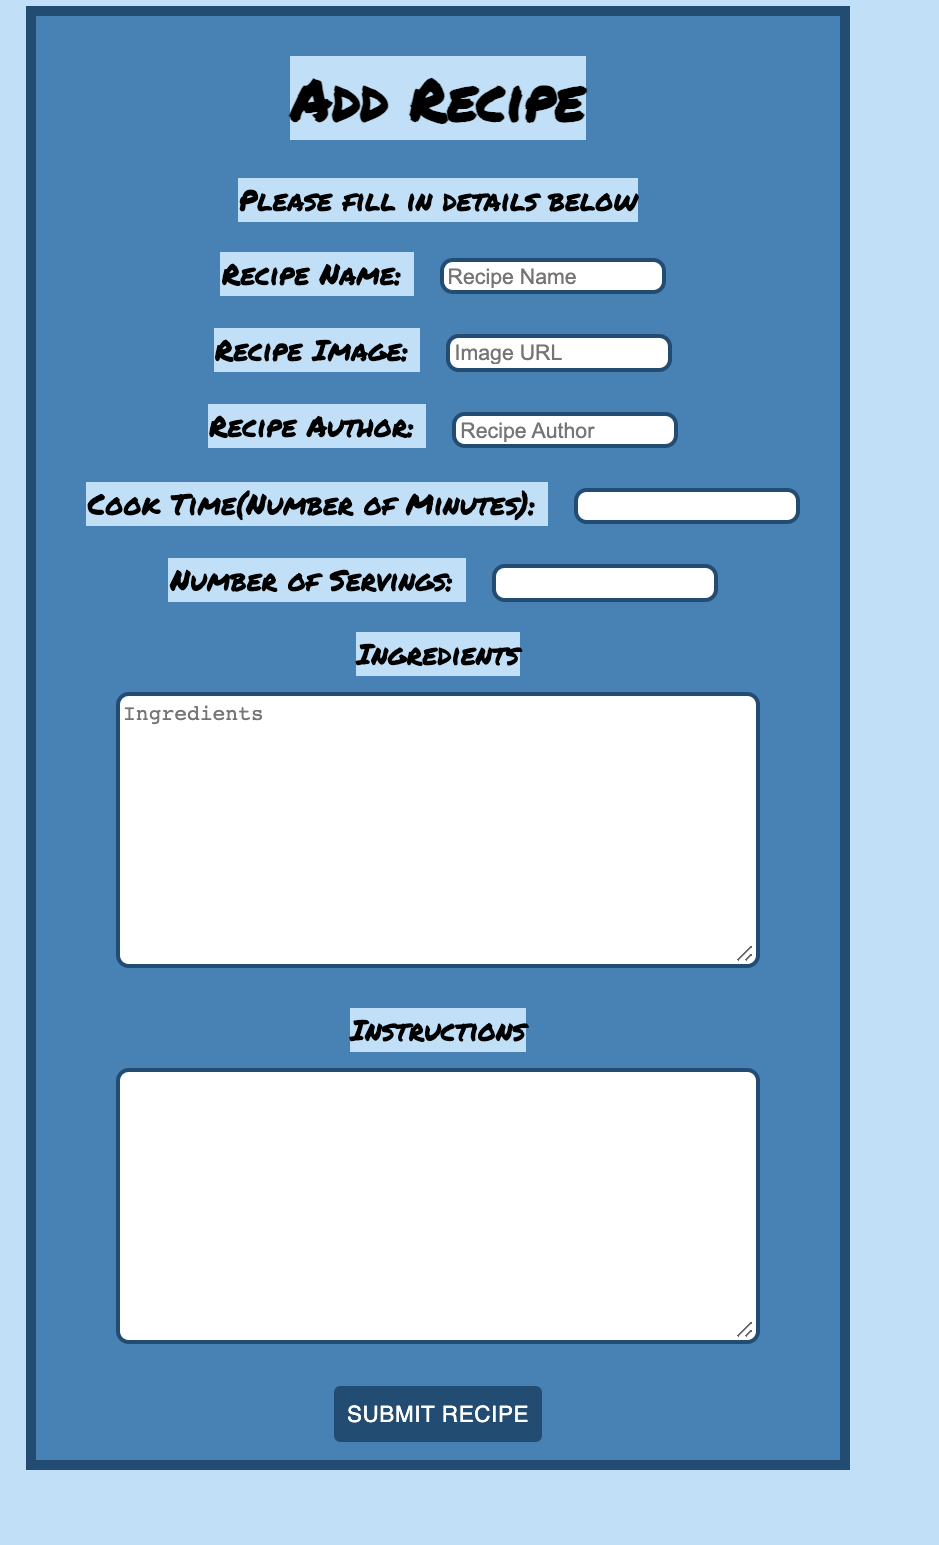 Add Recipe
Please fill in details below
Recipe Name: Recipe Name
Recipe Image: Image URL
Recipe Author: Recipe Author
Cook Time(Number of Minutes):
Number of Servings:
Ingredients
Ingredients
Instructions
SUBMIT RECIPE